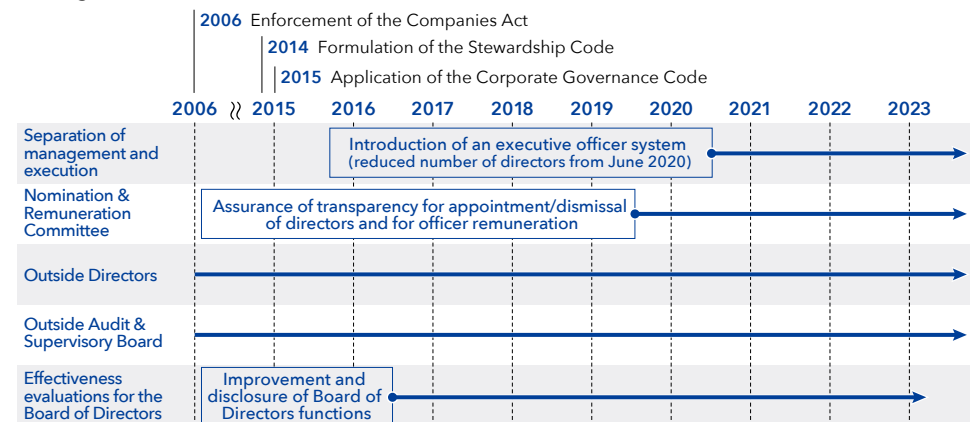 2006 Enforcement of the Companies Act
2014 Formulation of the Stewardship Code
2015 Application of the Corporate Governance Code
2006 2015 2016 2017 2018 2019 2020 2021 2022 2023
Separation of
management and
execution
Introduction of an executive officer system
(reduced number of directors from June 2020)
Nomination &
Remuneration
Committee
Assurance of transparency for appointment/dismissal
of directors and for officer remuneration
Outside Directors
Outside Audit &
Supervisory Board
Effectiveness
evaluations for the
Board of Directors
Improvement and
disclosure of Board of
Directors functions